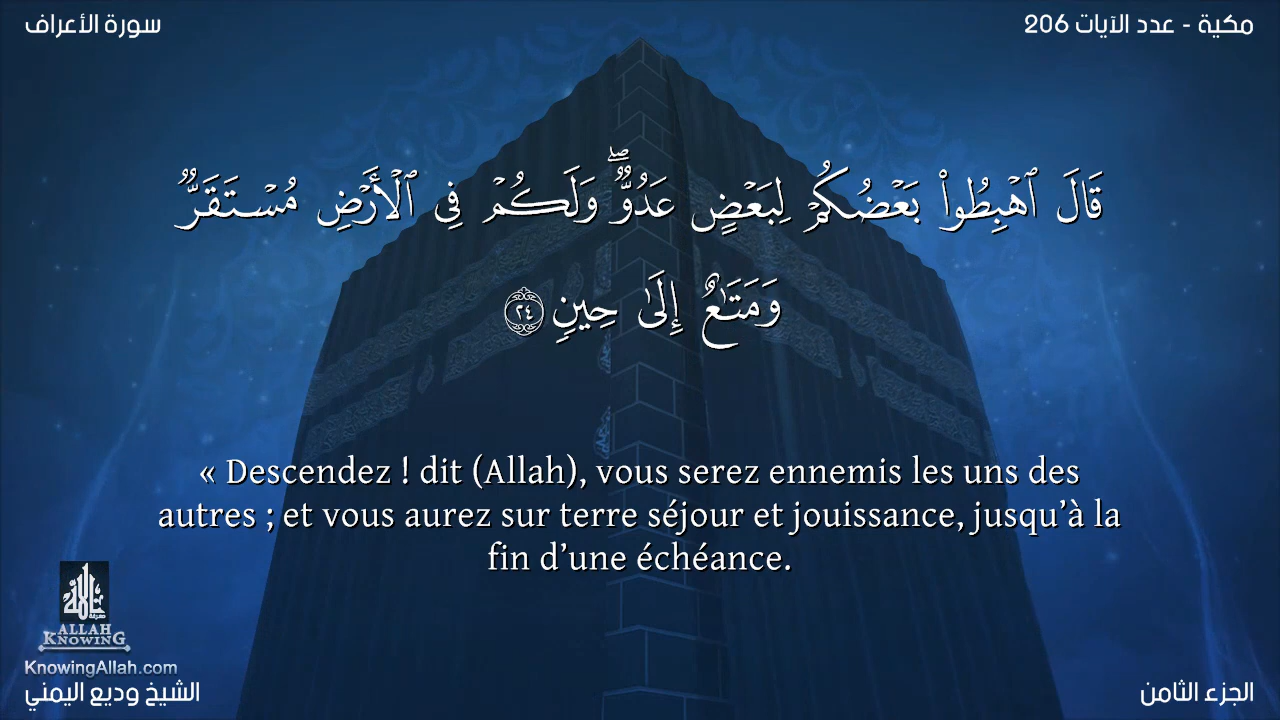 سورة الأعراف
مكية - عدد الآيات 206
قَالَ ٱهْبِطُوا۟ بَعْضُكُمْ لِبَعْضٍ عَدُوٌّۖ وَلَكُمْ فِى ٱلْأَرْضِ مُسْتَقَرٌّ
وَمَتَٰعٌ إِلَىٰ حِينٍ ٢٤
« Descendez ! dit (Allah), vous serez ennemis les uns des
autres ; et vous aurez sur terre séjour et jouissance, jusqu’à la
fin d’une échéance.
ALLAH
KNOWING
KnowingAllah.com
الشيخ وديع اليمني
الجزء الثامن